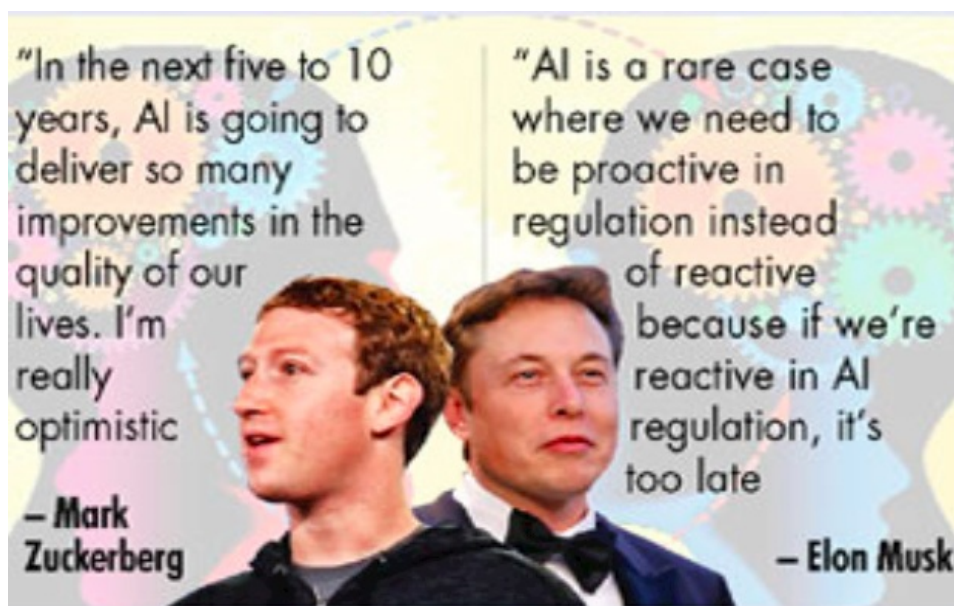 "In the next five to 10
years, AI is going to
deliver so many
improvements in the
quality of our
lives. I'm
really
optimistic
– Mark
Zuckerberg
"AI is a rare case
where we need to
be proactive in
regulation instead
of reactive
because if we're
reactive in AI
regulation, it's
too late
– Elon Musk